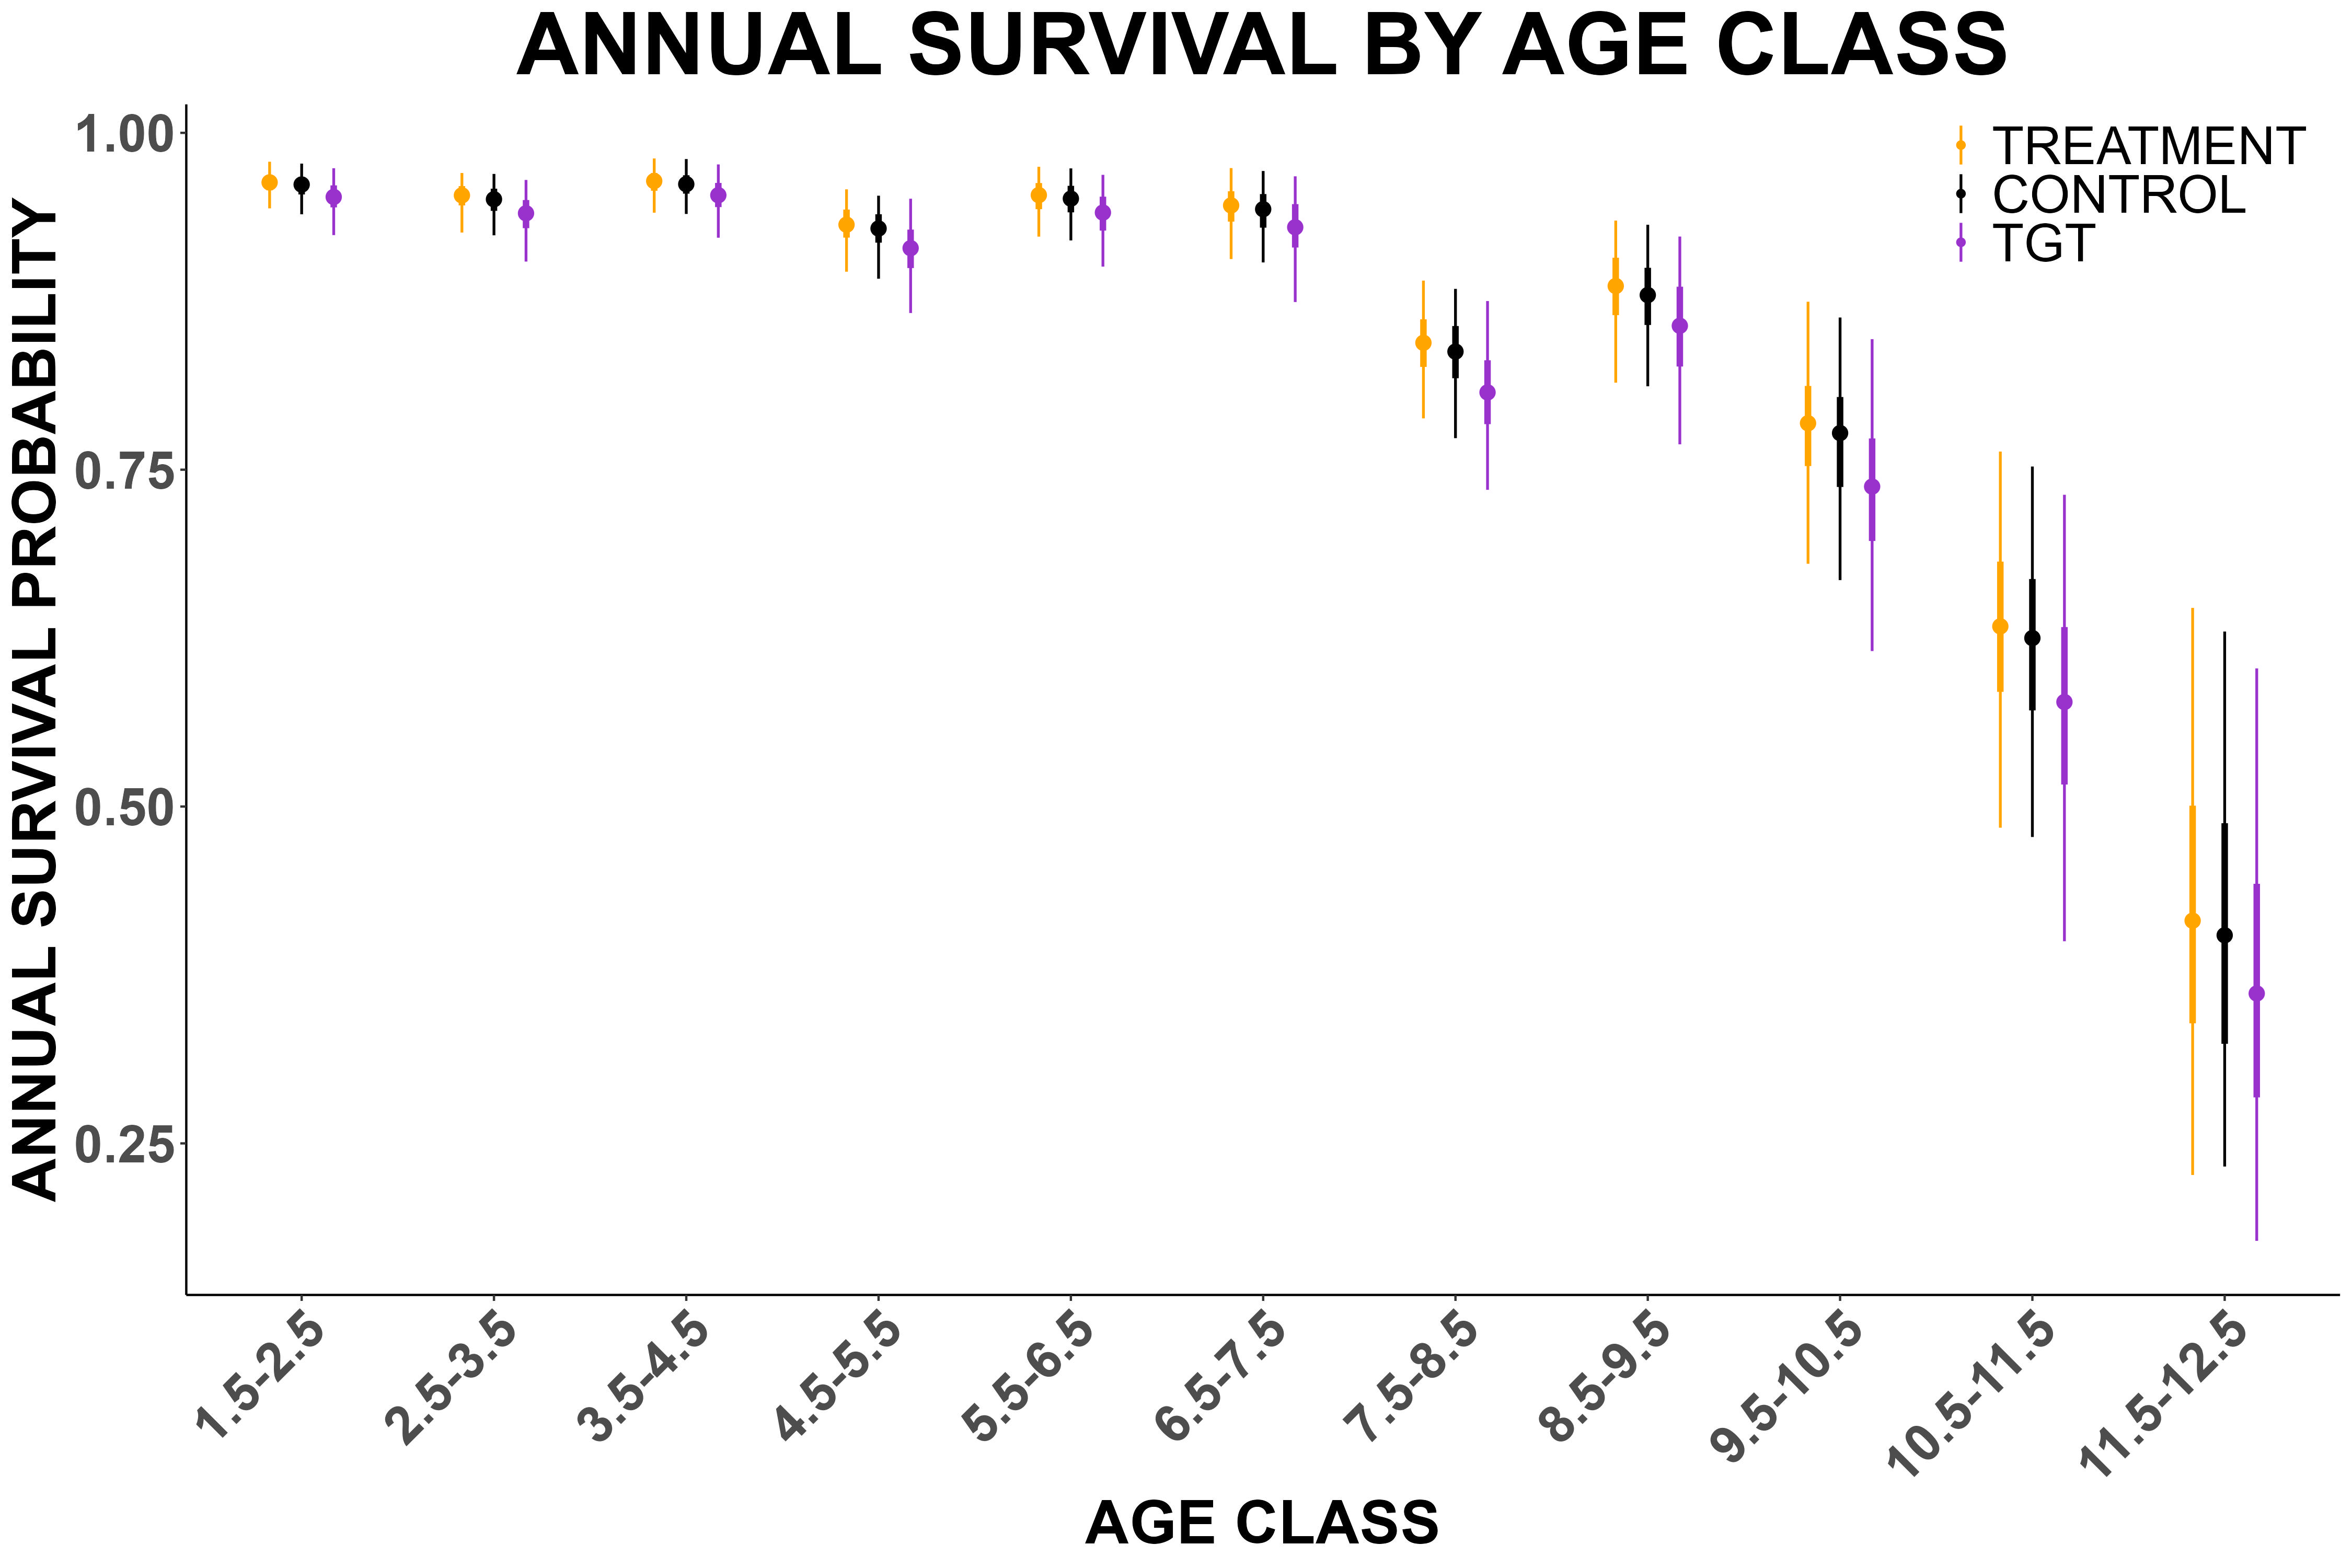 ANNUAL SURVIVAL BY AGE CLASS
ANNUAL SURVIVAL PROBABILITY
1.00
0.75
0.50
0.25
TREATMENT
CONTROL
TGT
1.5-2.5
2.5-3.5
3.5-4.5
4.5-5.5
5.5-6.5
6.5-7.5
7.5-8.5
8.5-9.5
9.5-10.5
10.5-11.5
11.5-12.5
AGE CLASS